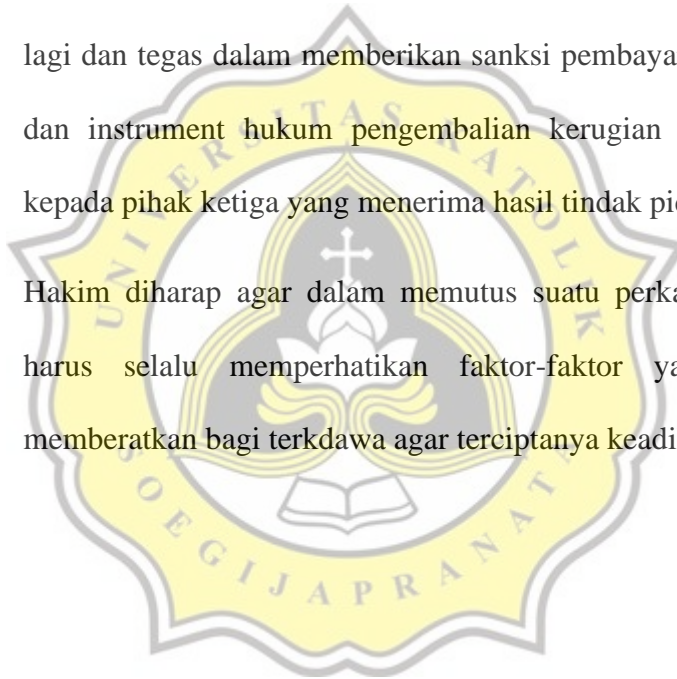 lagi dan tegas dalam memberikan sanksi pembaya
dan instrument hukum pengembalian kerugian
kepada pihak ketiga yang menerima hasil tindak pi
Hakim diharap agar dalam memutus suatu perka
harus selalu memperhatikan faktor-faktor ya
memberatkan bagi terkdawa agar terciptanya keadi
UNIVERSITAS KATOLIK
SOEGIJAPRANATA